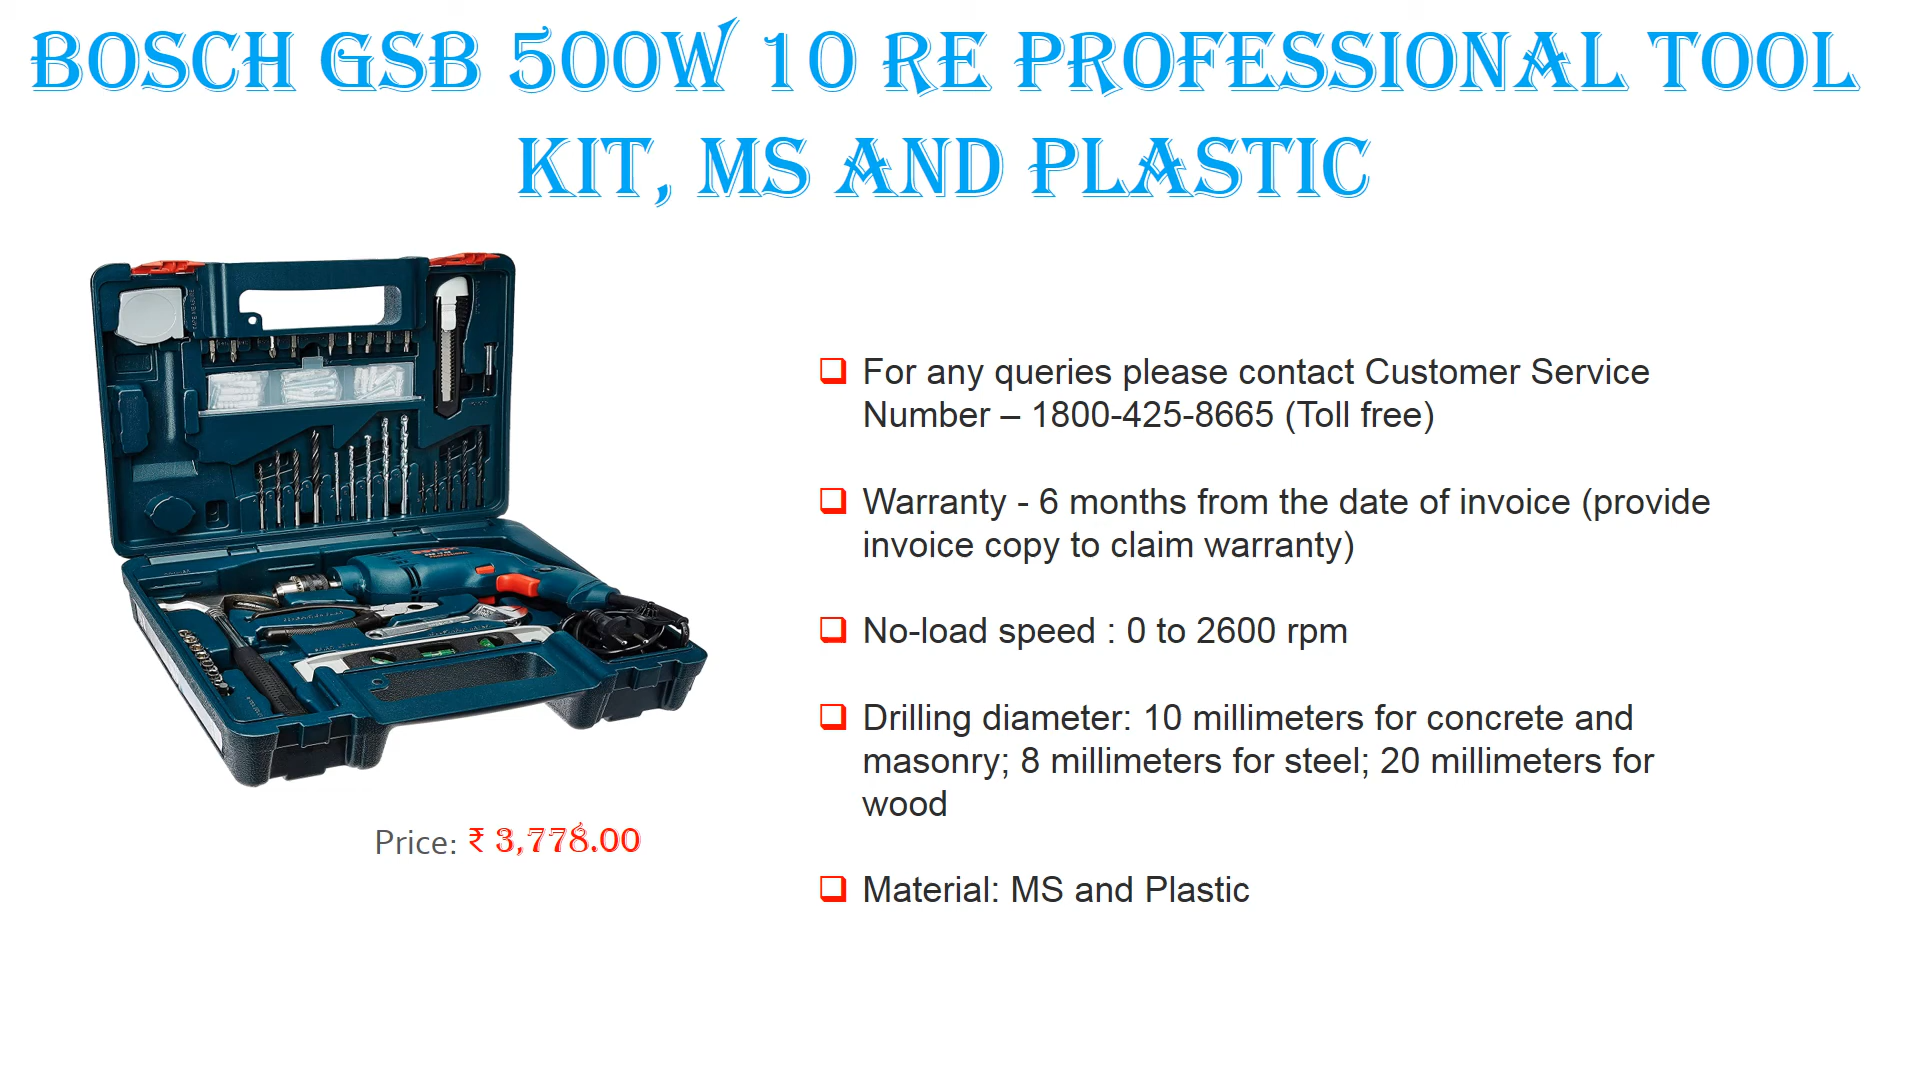 BOSCH GSB 500W 10 RE PROFESSIONAL TOOL
KIT, MS AND PLASTIC
For any queries please contact Customer Service
Number – 1800-425-8665 (Toll free)
Warranty - 6 months from the date of invoice (provide
invoice copy to claim warranty)
No-load speed : 0 to 2600 rpm
Drilling diameter: 10 millimeters for concrete and
masonry; 8 millimeters for steel; 20 millimeters for
wood
Material: MS and Plastic
Price: ₹ 3,778.00